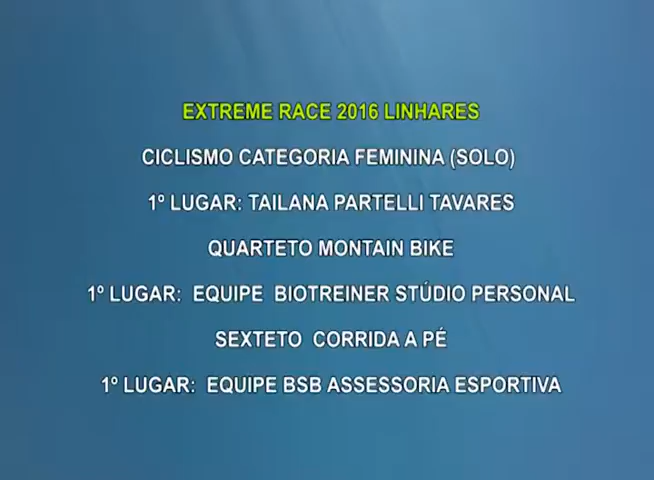 EXTREME RACE 2016 LINHARES
CICLISMO CATEGORIA FEMININA (SOLO)
1º LUGAR: TAILANA PARTELLI TAVARES
QUARTETO MONTAIN BIKE
1º LUGAR: EQUIPE BIOTREINER STÚDIO PERSONAL
SEXTETO CORRIDA A PÉ
1º LUGAR: EQUIPE BSB ASSESSORIA ESPORTIVA